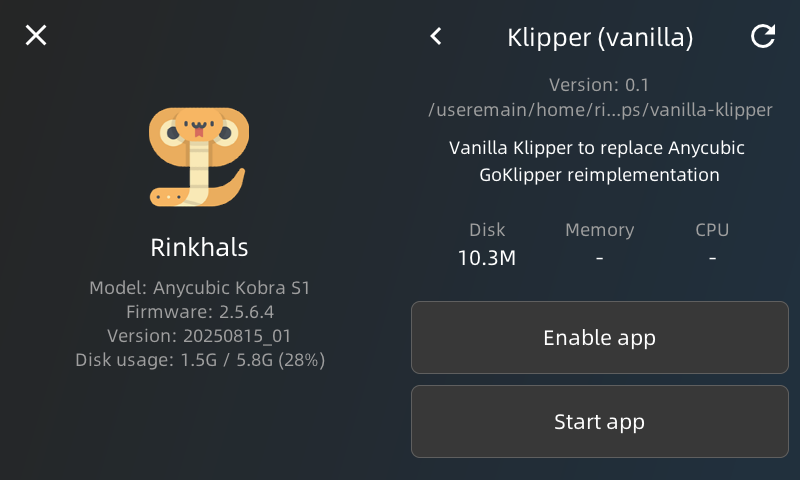 Rinkhals
Model: Anycubic Kobra S1
Firmware: 2.5.6.4
Version: 20250815_01
Disk usage: 1.5G / 5.8G (28%)
Klipper (vanilla)
Version: 0.1
/useremain/home/ri...ps/vanilla-klipper
Vanilla Klipper to replace Anycubic
GoKlipper reimplementation
Disk Memory CPU
10.3M - -
Enable app
Start app